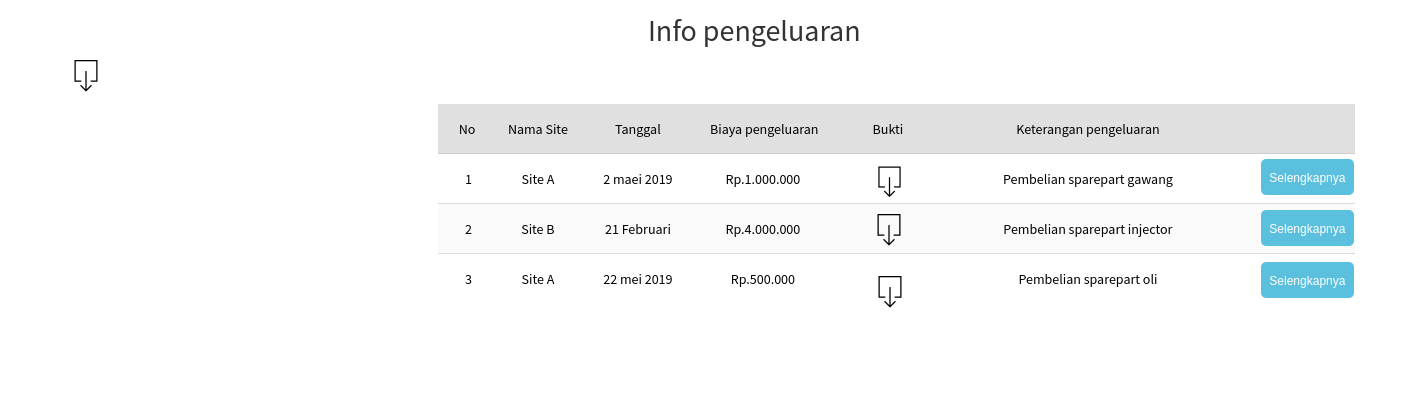 Info pengeluaran
No Nama Site Tanggal Biaya pengeluaran Bukti Keterangan pengeluaran
1 Site A 2 maei 2019 Rp.1.000.000 Pembelian sparepart gawang Selengkapnya
2 Site B 21 Februari Rp.4.000.000 Pembelian sparepart injector Selengkapnya
3 Site A 22 mei 2019 Rp.500.000 Pembelian sparepart oli Selengkapnya